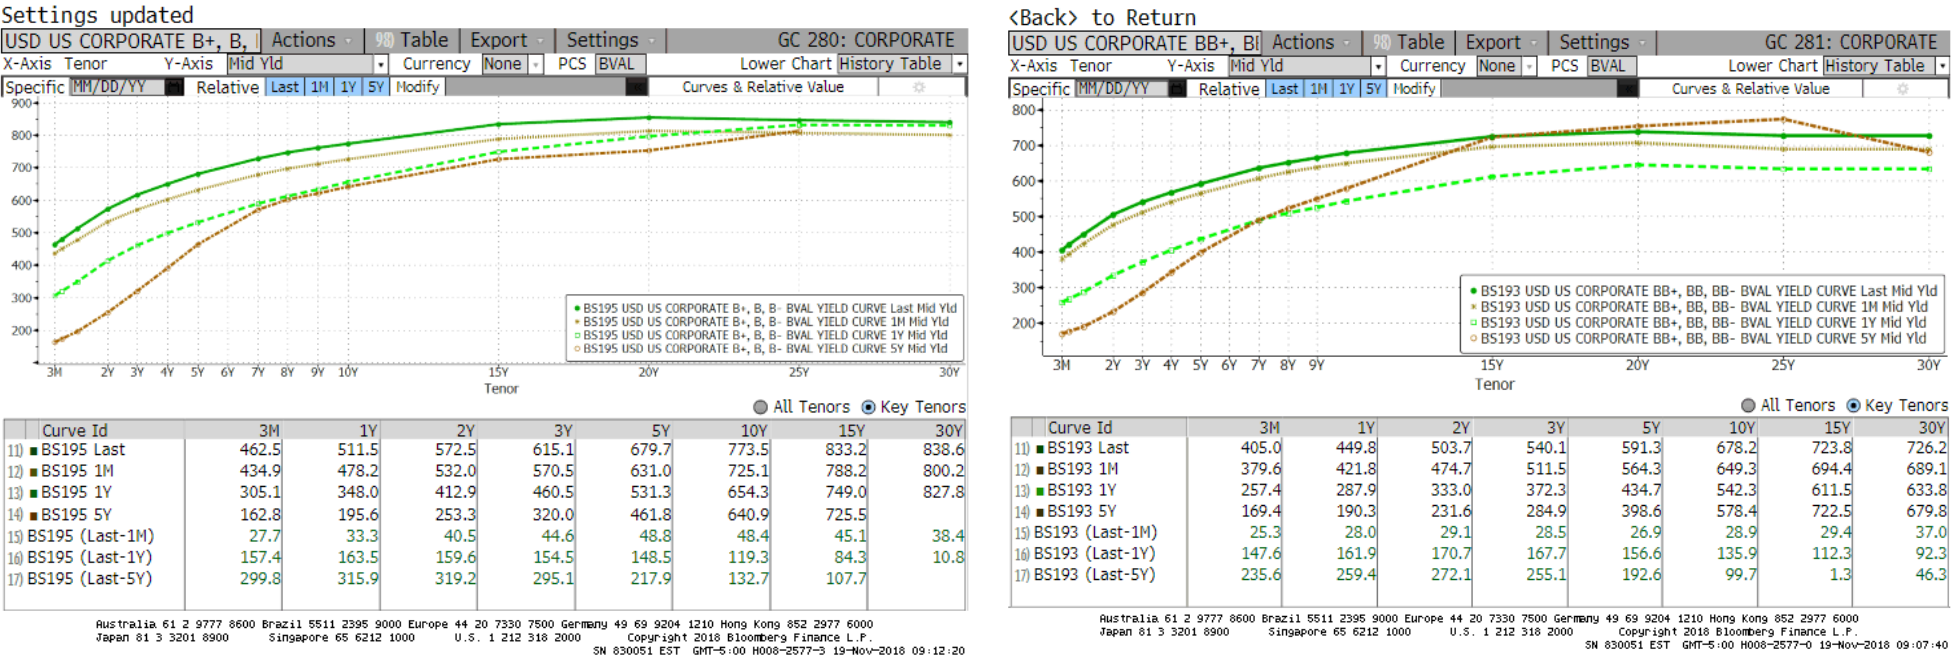 Settings updated
USD US CORPORATE B+, B, Actions 98) Table Export Settings GC 280: CORPORATE
X-Axis Tenor Y-Axis Mid Yld Currency None PCS BVAL Lower Chart History Table
Specific MM/DD/YY Relative Last 1M 1Y 5Y Modify Curves & Relative Value
900
800
700
600
500
400
300
200
BS195 USD US CORPORATE B+, B, B- BVAL YIELD CURVE Last Mid Yld
BS195 USD US CORPORATE B+, B, B- BVAL YIELD CURVE 1M Mid Yld
BS195 USD US CORPORATE B+, B, B- BVAL YIELD CURVE 1Y Mid Yld
BS195 USD US CORPORATE B+, B, B- BVAL YIELD CURVE 5Y Mid Yld
3M 2Y 3Y 4Y 5Y 6Y 7Y 8Y 9Y 10Y 15Y 20Y 25Y 30Y
Tenor
All Tenors Key Tenors
Curve Id 3M 1Y 2Y 3Y 5Y 10Y 15Y 30Y
11) BS195 Last 462.5 511.5 572.5 615.1 679.7 773.5 833.2 838.6
12) BS195 1M 434.9 478.2 532.0 570.5 631.0 725.1 788.2 800.2
13) BS195 1Y 305.1 348.0 412.9 460.5 531.3 654.3 749.0 827.8
14) BS195 5Y 162.8 195.6 253.3 320.0 461.8 640.9 725.5
15) BS195 (Last-1M) 27.7 33.3 40.5 44.6 48.8 48.4 45.1 38.4
16) BS195 (Last-1Y) 157.4 163.5 159.6 154.5 148.5 119.3 84.3 10.8
17) BS195 (Last-5Y) 299.8 315.9 319.2 295.1 217.9 132.7 107.7
Australia 61 2 9777 8600 Brazil 5511 2395 9000 Europe 44 20 7330 7500 Germany 49 69 9204 1210 Hong Kong 852 2977 6000
Japan 81 3 3201 8900 Singapore 65 6212 1000 U.S. 1 212 318 2000 Copyright 2018 Bloomberg Finance L.P.
SN 830051 EST GMT-5:00 H008-2577-3 19-Nov-2018 09:12:20
<Back> to Return
USD US CORPORATE BB+, B Actions 98) Table Export Settings GC 281: CORPORATE
X-Axis Tenor Y-Axis Mid Yld Currency None PCS BVAL Lower Chart History Table
Specific MM/DD/YY Relative Last 1M 1Y 5Y Modify Curves & Relative Value
800
700
600
500
400
300
200
BS193 USD US CORPORATE BB+, BB, BB- BVAL YIELD CURVE Last Mid Yld
BS193 USD US CORPORATE BB+, BB, BB- BVAL YIELD CURVE 1M Mid Yld
BS193 USD US CORPORATE BB+, BB, BB- BVAL YIELD CURVE 1Y Mid Yld
BS193 USD US CORPORATE BB+, BB, BB- BVAL YIELD CURVE 5Y Mid Yld
3M 2Y 3Y 4Y 5Y 6Y 7Y 8Y 9Y 15Y 20Y 25Y 30Y
Tenor
All Tenors Key Tenors
Curve Id 3M 1Y 2Y 3Y 5Y 10Y 15Y 30Y
11) BS193 Last 405.0 449.8 503.7 540.1 591.3 678.2 723.8 726.2
12) BS193 1M 379.6 421.8 474.7 511.5 564.3 649.3 694.4 689.1
13) BS193 1Y 257.4 287.9 333.0 372.3 434.7 542.3 611.5 633.8
14) BS193 5Y 169.4 190.3 231.6 284.9 398.6 578.4 722.5 679.8
15) BS193 (Last-1M) 25.3 28.0 29.1 28.5 26.9 28.9 29.4 37.0
16) BS193 (Last-1Y) 147.6 161.9 170.7 167.7 156.6 135.9 112.3 92.3
17) BS193 (Last-5Y) 235.6 259.4 272.1 255.1 192.6 99.7 1.3 46.3
Australia 61 2 9777 8600 Brazil 5511 2395 9000 Europe 44 20 7330 7500 Germany 49 69 9204 1210 Hong Kong 852 2977 6000
Japan 81 3 3201 8900 Singapore 65 6212 1000 U.S. 1 212 318 2000 Copyright 2018 Bloomberg Finance L.P.
SN 830051 EST GMT-5:00 H008-2577-0 19-Nov-2018 09:07:40